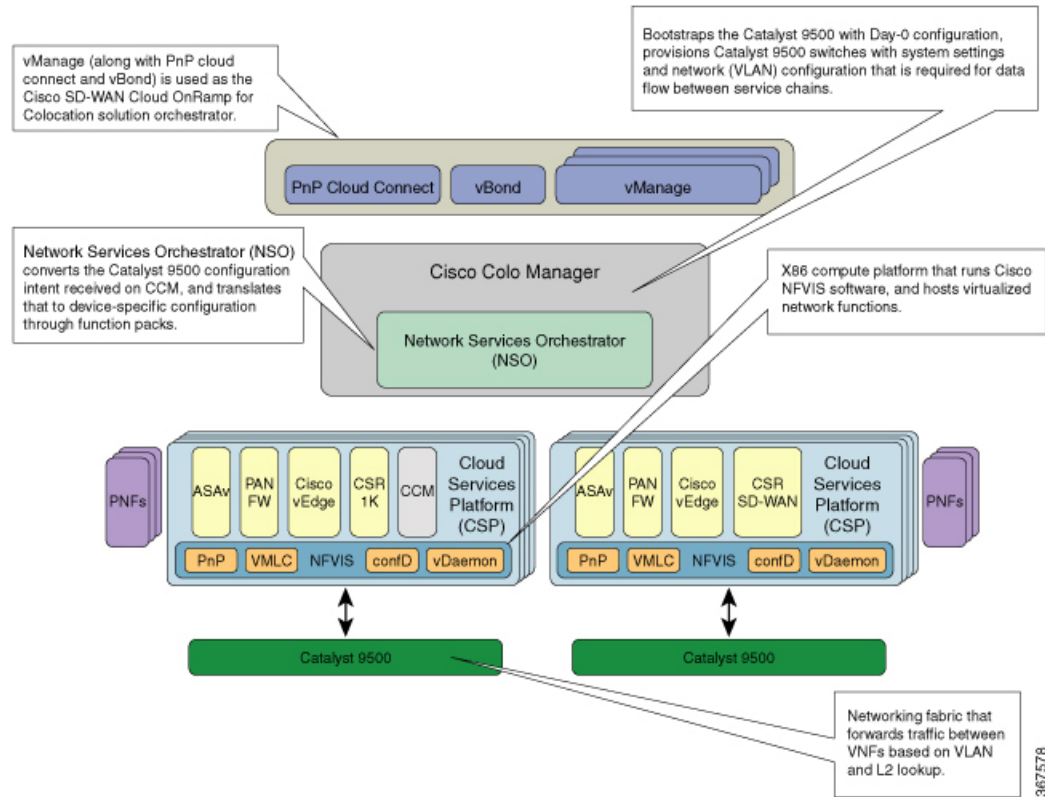 vManage (along with PnP cloud
connect and vBond) is used as the
Cisco SD-WAN Cloud OnRamp for
Colocation solution orchestrator.
Bootstraps the Catalyst 9500 with Day-0 configuration,
provisions Catalyst 9500 switches with system settings
and network (VLAN) configuration that is required for data
flow between service chains.
PnP Cloud Connect
vBond
vManage
Network Services Orchestrator (NSO)
converts the Catalyst 9500 configuration
intent received on CCM, and translates
that to device-specific configuration
through function packs.
Cisco Colo Manager
Network Services Orchestrator
(NSO)
X86 compute platform that runs Cisco
NFVIS software, and hosts virtualized
network functions.
PNFs
ASAv
PAN
FW
Cisco
vEdge
CSR
1K
CCM
Cloud
Services
Platform
(CSP)
PnP
VMLC
NFVIS
confD
vDaemon
ASAv
PAN
FW
Cisco
vEdge
CSR
SD-WAN
Cloud
Services
Platform
(CSP)
PnP
VMLC
NFVIS
confD
vDaemon
PNFs
Catalyst 9500
Catalyst 9500
Networking fabric that
forwards traffic between
VNFs based on VLAN
and L2 lookup.
367578